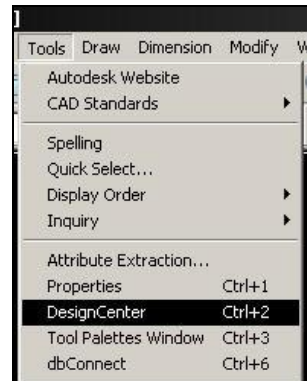 ]
Tools Draw Dimension Modify
Autodesk Website
CAD Standards
Spelling
Quick Select...
Display Order
Inquiry
Attribute Extraction...
Properties Ctrl+1
DesignCenter Ctrl+2
Tool Palettes Window Ctrl+3
dbConnect Ctrl+6